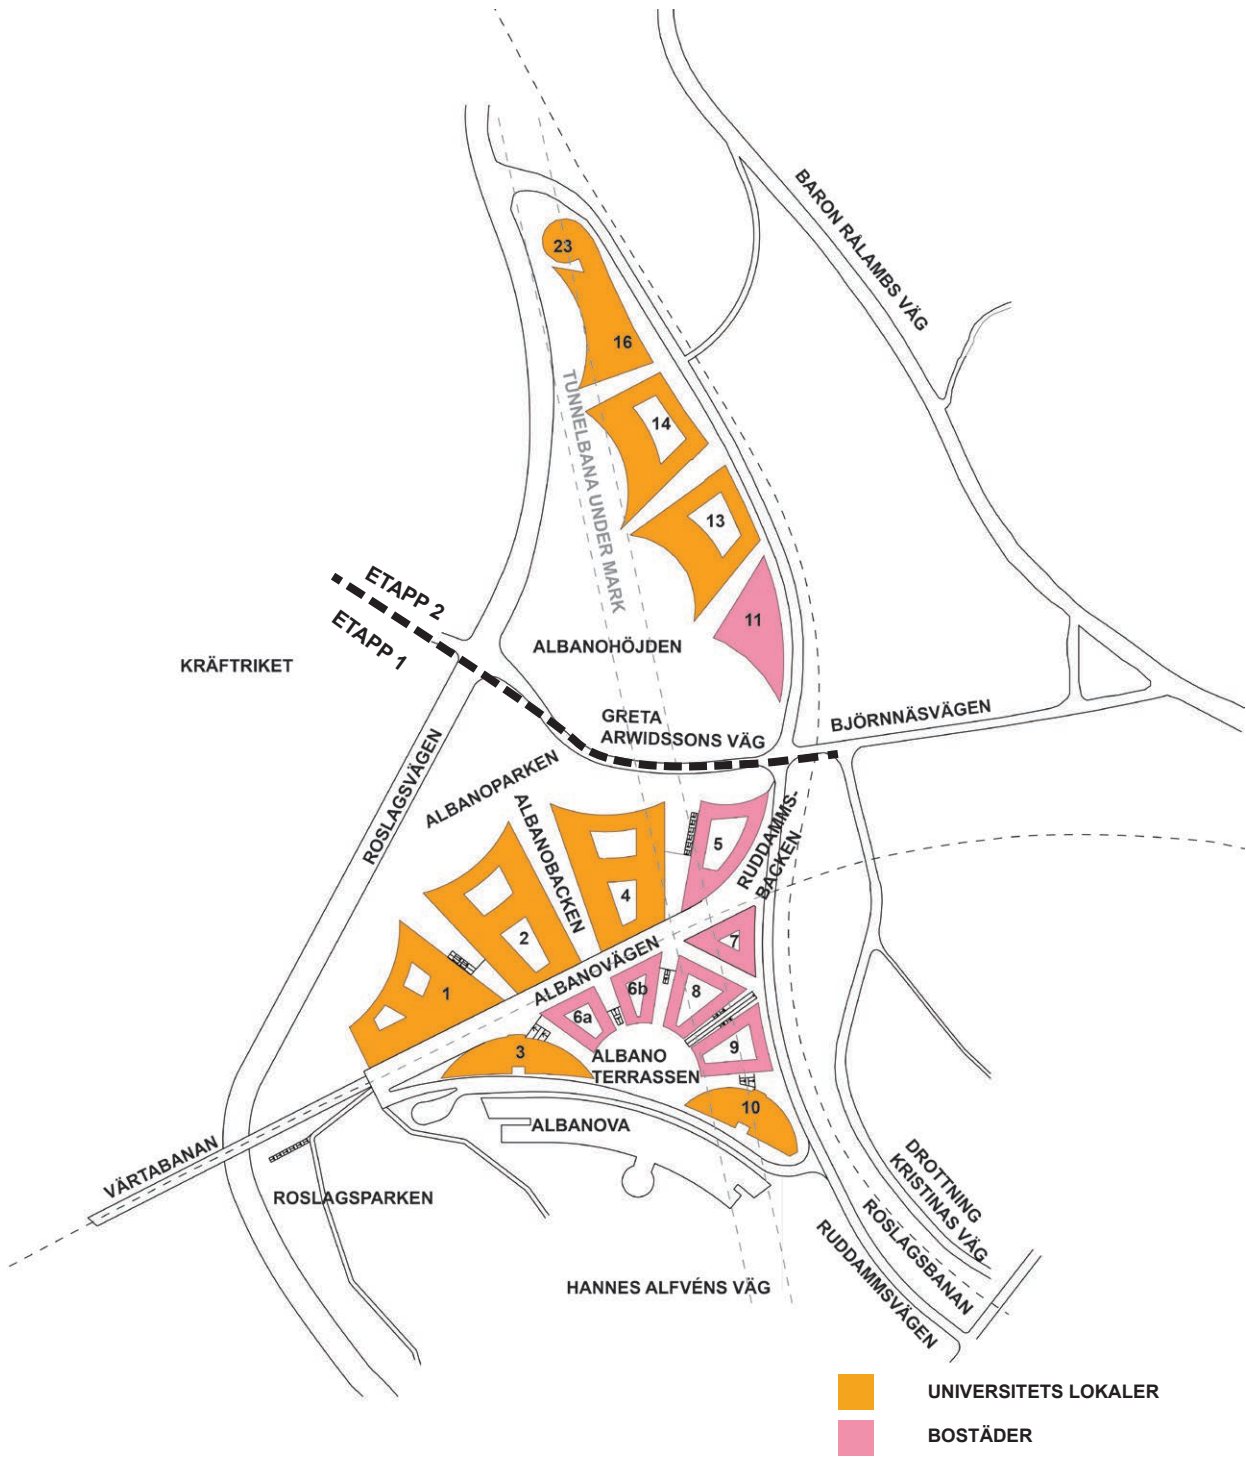 BARON RÅLAMBS VÄG
23
16
TUNNELBANA UNDER MARK
14
13
11
ETAPP 2
ETAPP 1
ALBANOHÖJDEN
KRÄFTRIKET
GRETA
ARWIDSSONS VÄG
BJÖRNNÄSVÄGEN
ROSLAGSVÄGEN
ALBANOPARKEN
ALBANOBACKEN
RUDDAMMS-
BACKEN
5
4
2
1
ALBANOVÄGEN
7
6b
8
6a
9
3
ALBANO
TERRASSEN
10
ALBANOVA
VÄRTABANAN
ROSLAGSPARKEN
DROTTNING
KRISTINAS VÄG
ROSLAGSBANAN
RUDDAMMSVÄGEN
HANNES ALFVÉNS VÄG
UNIVERSITETS LOKALER
BOSTÄDER